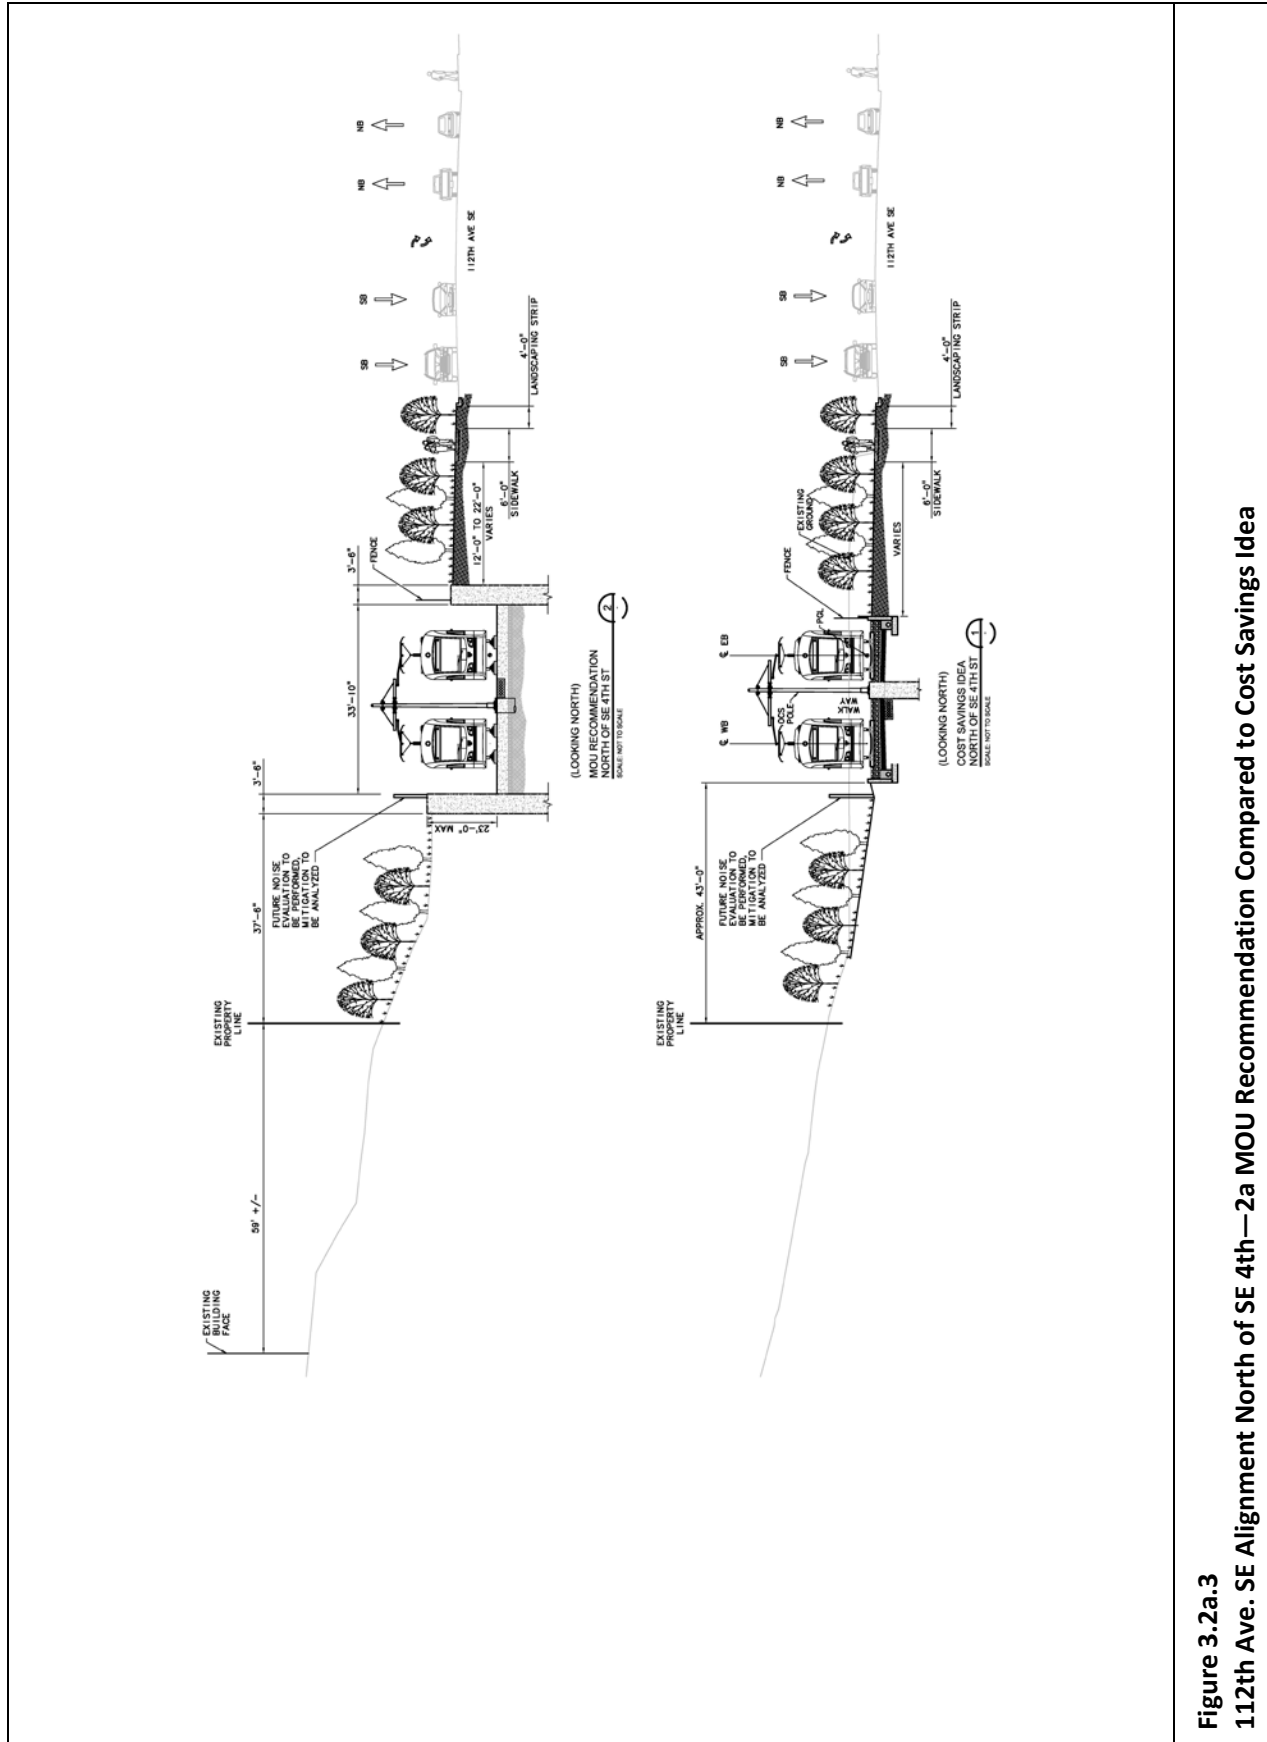 EXISTING
BUILDING
FACE
59' +/-
EXISTING
PROPERTY
LINE
37'-6"
3'-6"
33'-10"
3'-6"
FUTURE NOISE
EVALUATION TO
BE PERFORMED,
MITIGATION TO
BE ANALYZED
23'-0" MAX
FENCE
12'-0" TO 22'-0"
VARIES
6'-0"
SIDEWALK
4'-0"
LANDSCAPING STRIP
SB
SB
NB
NB
112TH AVE SE
(LOOKING NORTH)
MOU RECOMMENDATION
NORTH OF SE 4TH ST
SCALE: NOT TO SCALE
2
EXISTING
PROPERTY
LINE
APPROX. 43'-0"
FUTURE NOISE
EVALUATION TO
BE PERFORMED,
MITIGATION TO
BE ANALYZED
℄ WB
℄ EB
OCS
POLE
WALK
WAY
PGL
FENCE
EXISTING
GROUND
VARIES
6'-0"
SIDEWALK
4'-0"
LANDSCAPING STRIP
SB
SB
NB
NB
112TH AVE SE
(LOOKING NORTH)
COST SAVINGS IDEA
NORTH OF SE 4TH ST
SCALE: NOT TO SCALE
1
Figure 3.2a.3
112th Ave. SE Alignment North of SE 4th—2a MOU Recommendation Compared to Cost Savings Idea